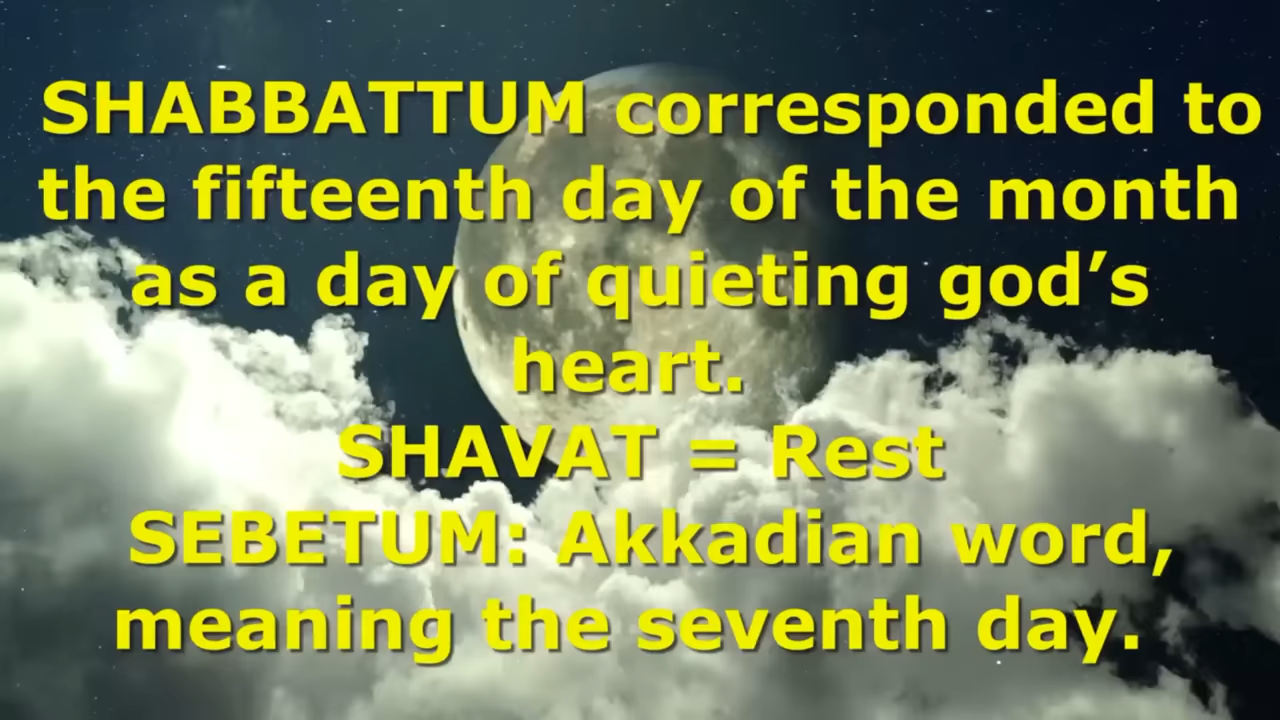 SHABBATTUM corresponded to
the fifteenth day of the month
as a day of quieting god’s
heart.
SHAVAT = Rest
SEBETUM: Akkadian word,
meaning the seventh day.